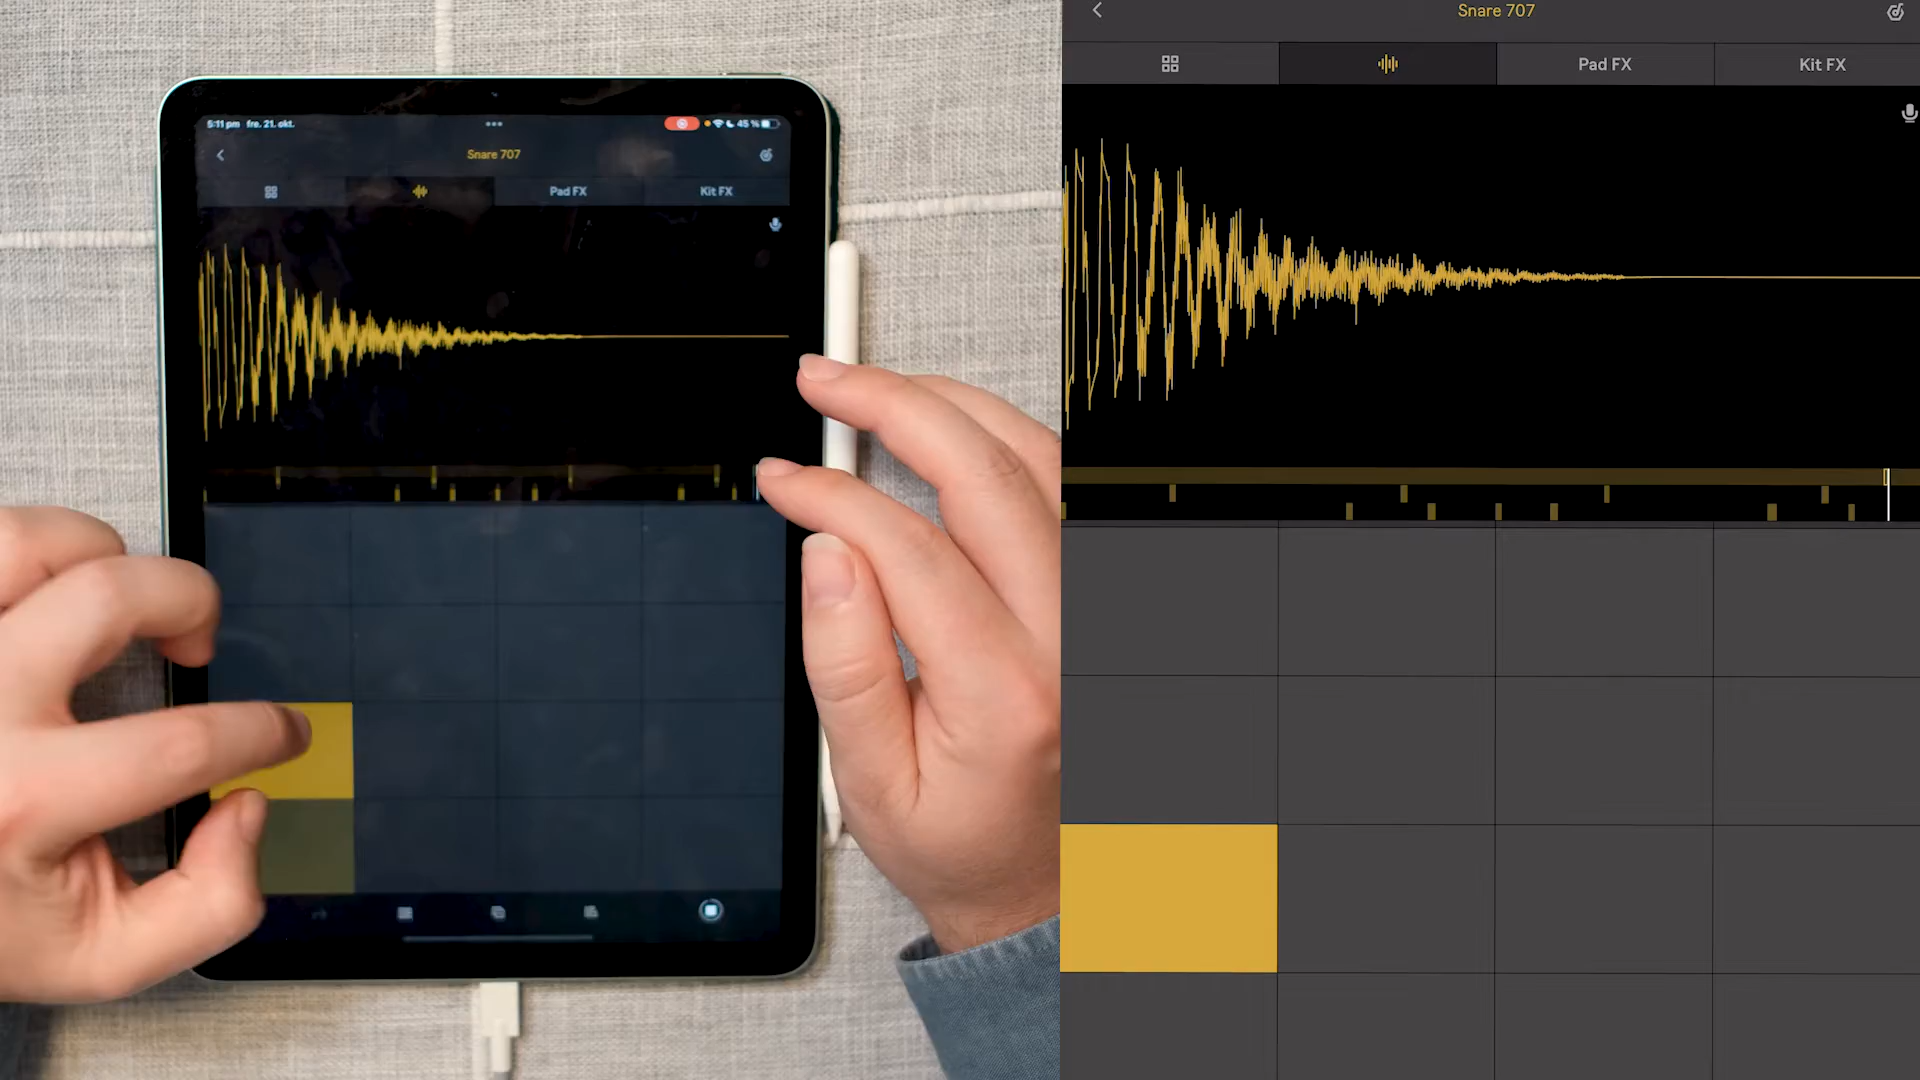 5:11 pm fre. 21. okt.
45 %
Snare 707
Pad FX
Kit FX
Snare 707
Pad FX
Kit FX